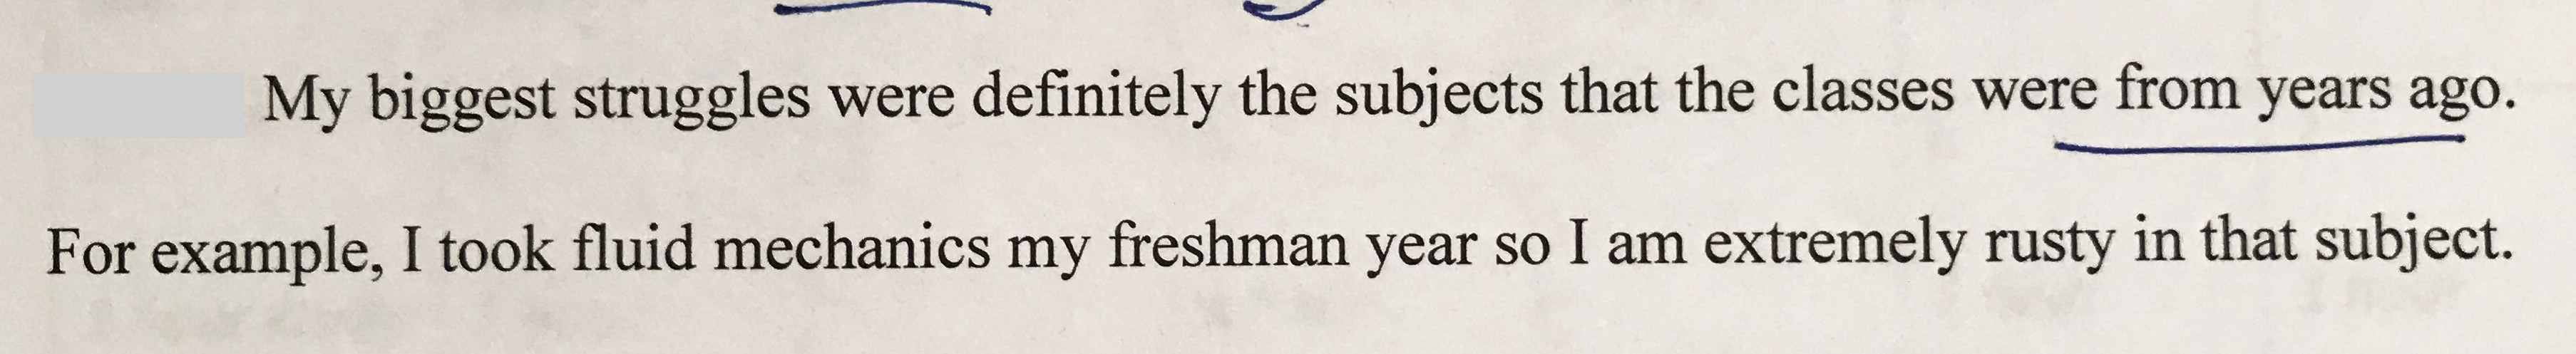 My biggest struggles were definitely the subjects that the classes were from years ago.
For example, I took fluid mechanics my freshman year so I am extremely rusty in that subject.